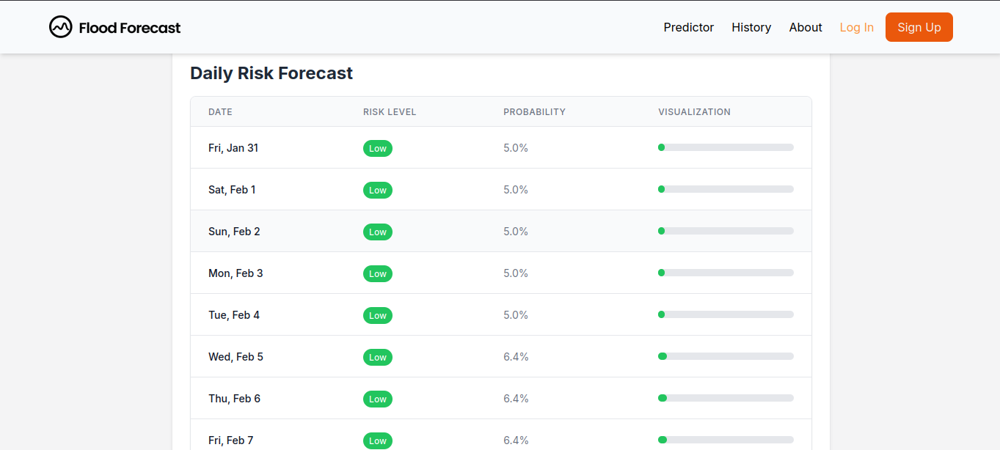 Flood Forecast Predictor History About Log In Sign Up
Daily Risk Forecast
DATE RISK LEVEL PROBABILITY VISUALIZATION
Fri, Jan 31 Low 5.0%
Sat, Feb 1 Low 5.0%
Sun, Feb 2 Low 5.0%
Mon, Feb 3 Low 5.0%
Tue, Feb 4 Low 5.0%
Wed, Feb 5 Low 6.4%
Thu, Feb 6 Low 6.4%
Fri, Feb 7 Low 6.4%